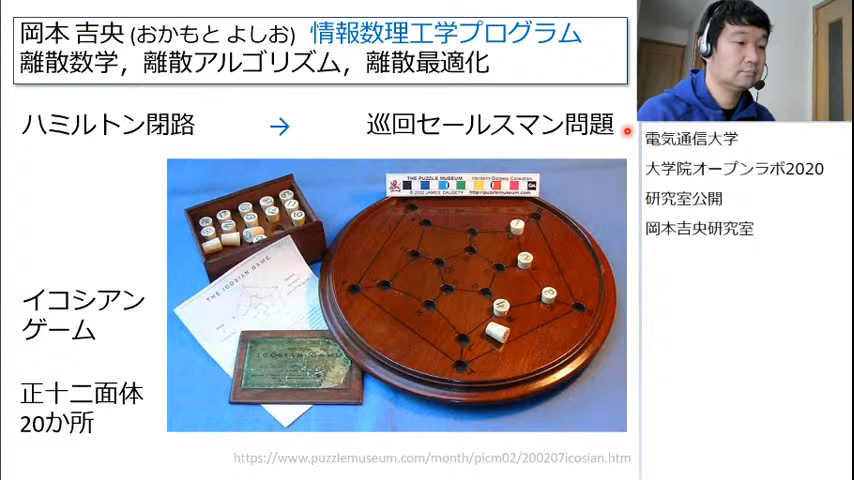 岡本 吉央 (おかもと よしお) 情報数理工学プログラム
離散数学，離散アルゴリズム，離散最適化
ハミルトン閉路 → 巡回セールスマン問題
THE PUZZLE MUSEUM
THE ICOSIAN GAME
ICOSIAN GAME
イコシアン
ゲーム
正十二面体
20か所
https://www.puzzlemuseum.com/month/picm02/200207icosian.htm
電気通信大学
大学院オープンラボ2020
研究室公開
岡本吉央研究室